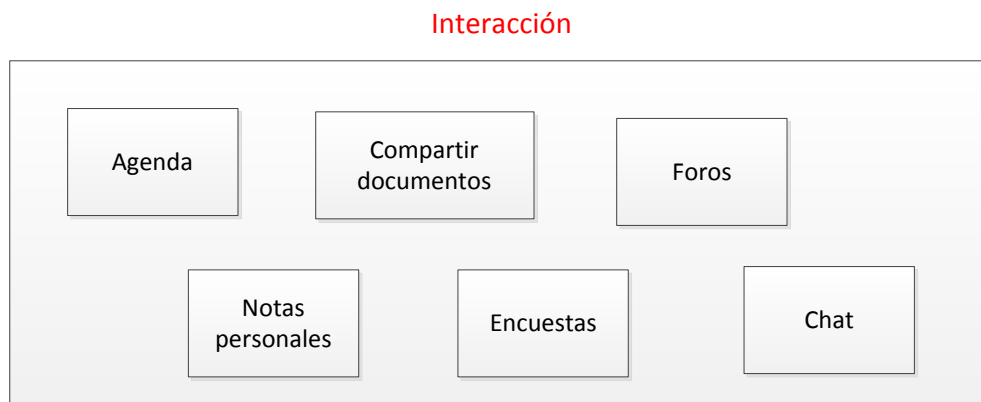 Interacción
Agenda
Compartir
documentos
Foros
Notas
personales
Encuestas
Chat